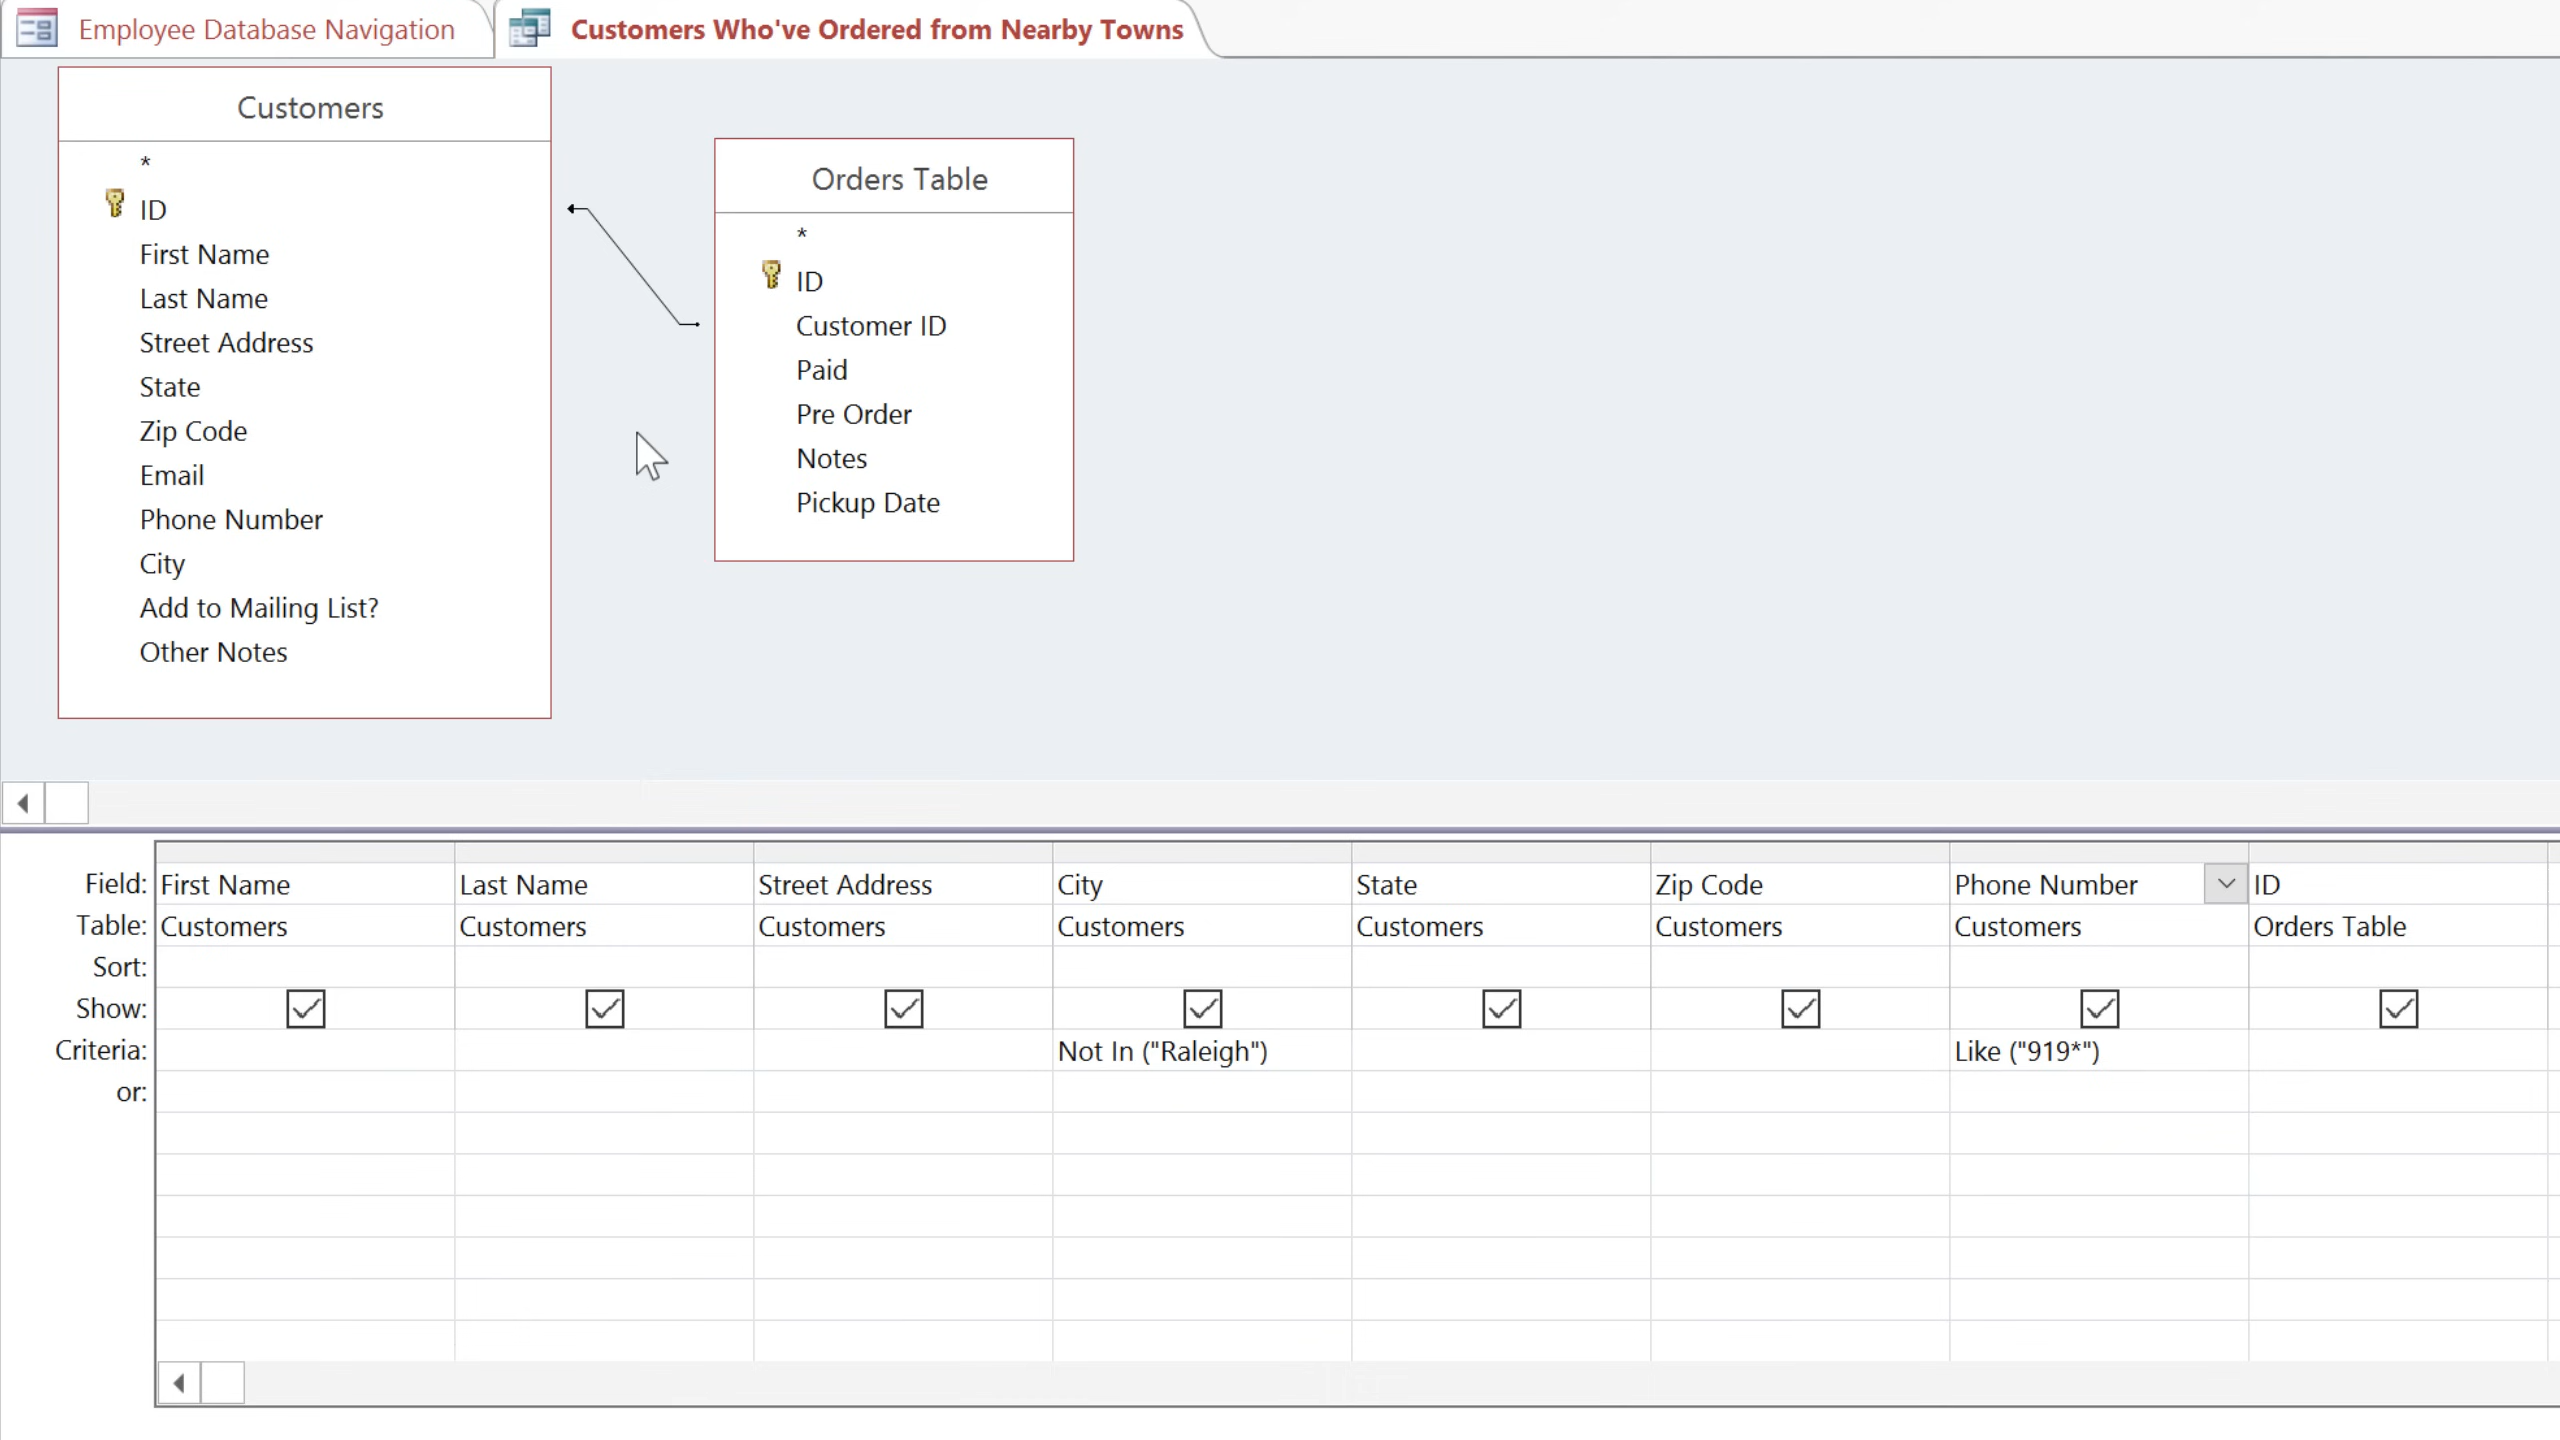 Employee Database Navigation
Customers Who've Ordered from Nearby Towns
Customers
*
ID
First Name
Last Name
Street Address
State
Zip Code
Email
Phone Number
City
Add to Mailing List?
Other Notes
Orders Table
*
ID
Customer ID
Paid
Pre Order
Notes
Pickup Date
Field: First Name Last Name Street Address City State Zip Code Phone Number ID
Table: Customers Customers Customers Customers Customers Customers Customers Orders Table
Sort:
Show:
Criteria: Not In ("Raleigh") Like ("919*")
or: